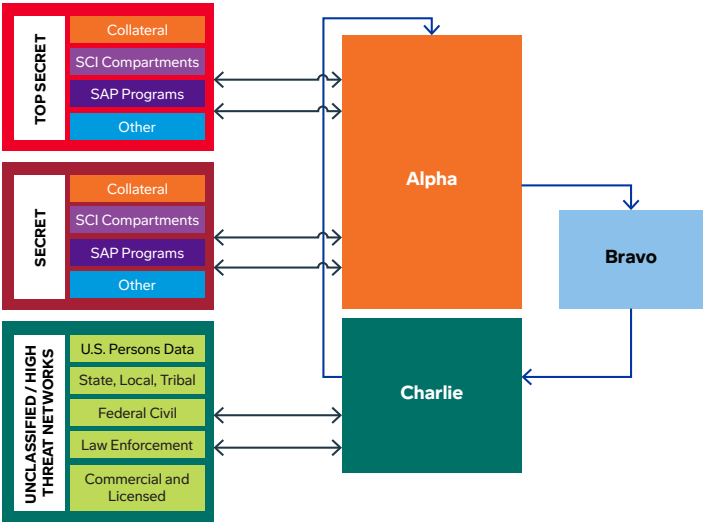 TOP SECRET
Collateral
SCI Compartments
SAP Programs
Other
SECRET
Collateral
SCI Compartments
SAP Programs
Other
UNCLASSIFIED / HIGH
THREAT NETWORKS
U.S. Persons Data
State, Local, Tribal
Federal Civil
Law Enforcement
Commercial and
Licensed
Alpha
Bravo
Charlie